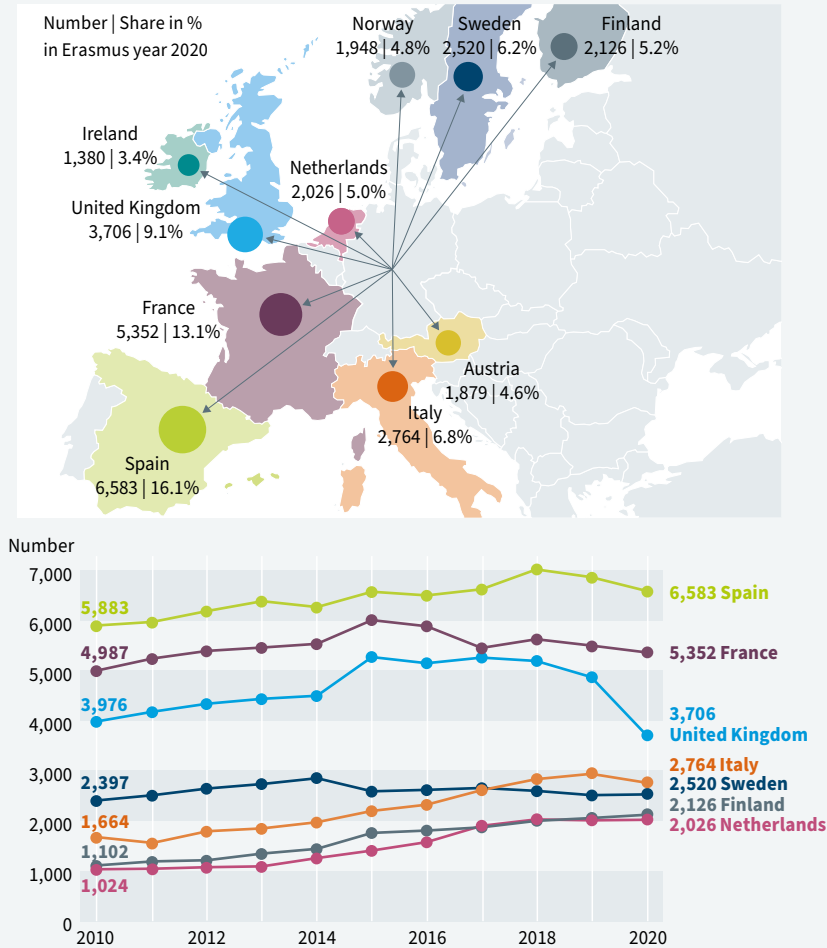 Number | Share in %
in Erasmus year 2020
Norway
1,948 | 4.8%
Sweden
2,520 | 6.2%
Finland
2,126 | 5.2%
Ireland
1,380 | 3.4%
Netherlands
2,026 | 5.0%
United Kingdom
3,706 | 9.1%
France
5,352 | 13.1%
Austria
1,879 | 4.6%
Italy
2,764 | 6.8%
Spain
6,583 | 16.1%
Number
7,000
6,000
5,000
4,000
3,000
2,000
1,000
0
5,883
4,987
3,976
2,397
1,664
1,102
1,024
6,583 Spain
5,352 France
3,706
United Kingdom
2,764 Italy
2,520 Sweden
2,126 Finland
2,026 Netherlands
2010
2012
2014
2016
2018
2020